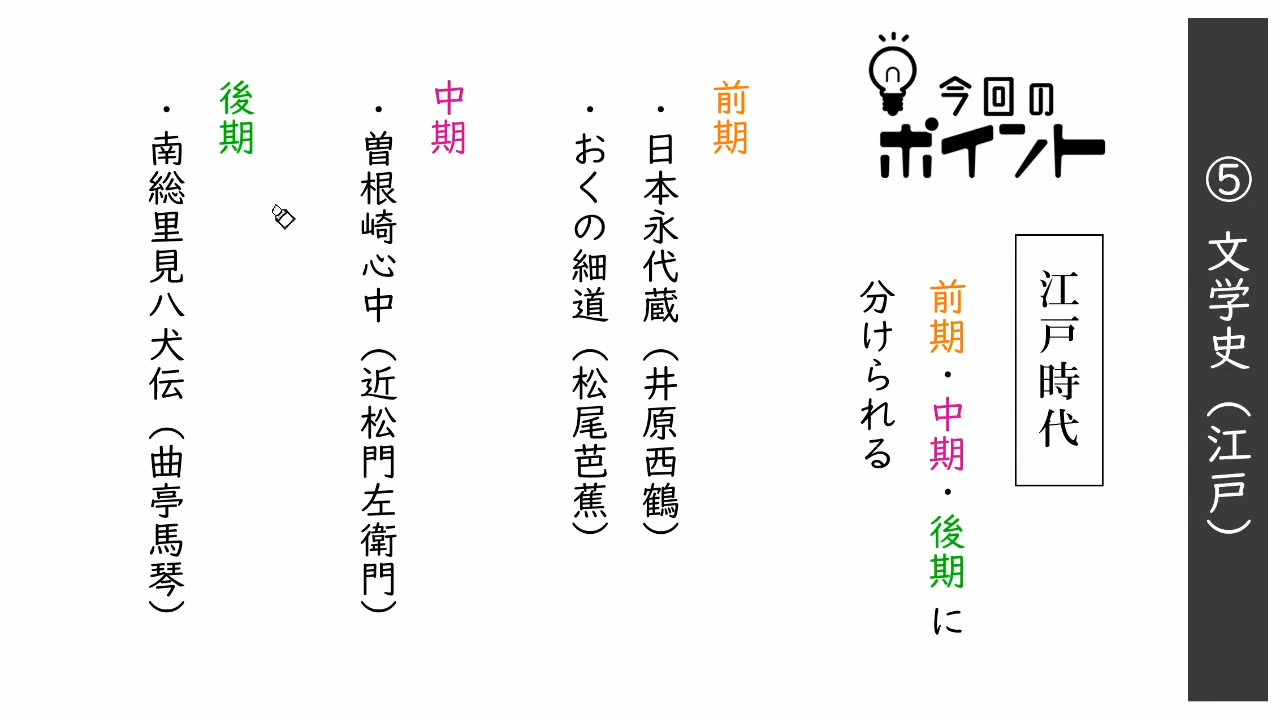 ⑤ 文学史（江戸）
今回の
ポイント
江戸時代
前期・中期・後期に
分けられる
前期
・日本永代蔵（井原西鶴）
・おくの細道（松尾芭蕉）
中期
・曽根崎心中（近松門左衛門）
後期
・南総里見八犬伝（曲亭馬琴）